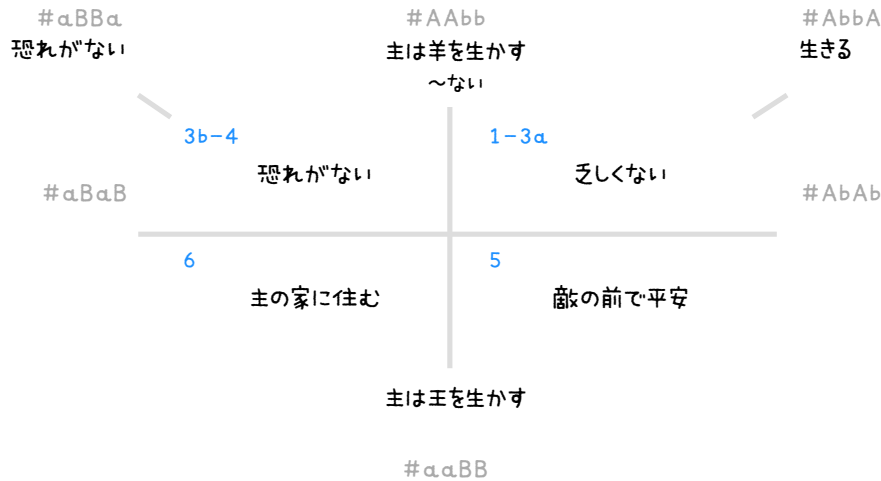 #aBBa
恐れがない
#AAbb
主は羊を生かす
〜ない
#AbbA
生きる
3b-4
恐れがない
1-3a
乏しくない
#aBaB
#AbAb
6
主の家に住む
5
敵の前で平安
主は王を生かす
#aaBB